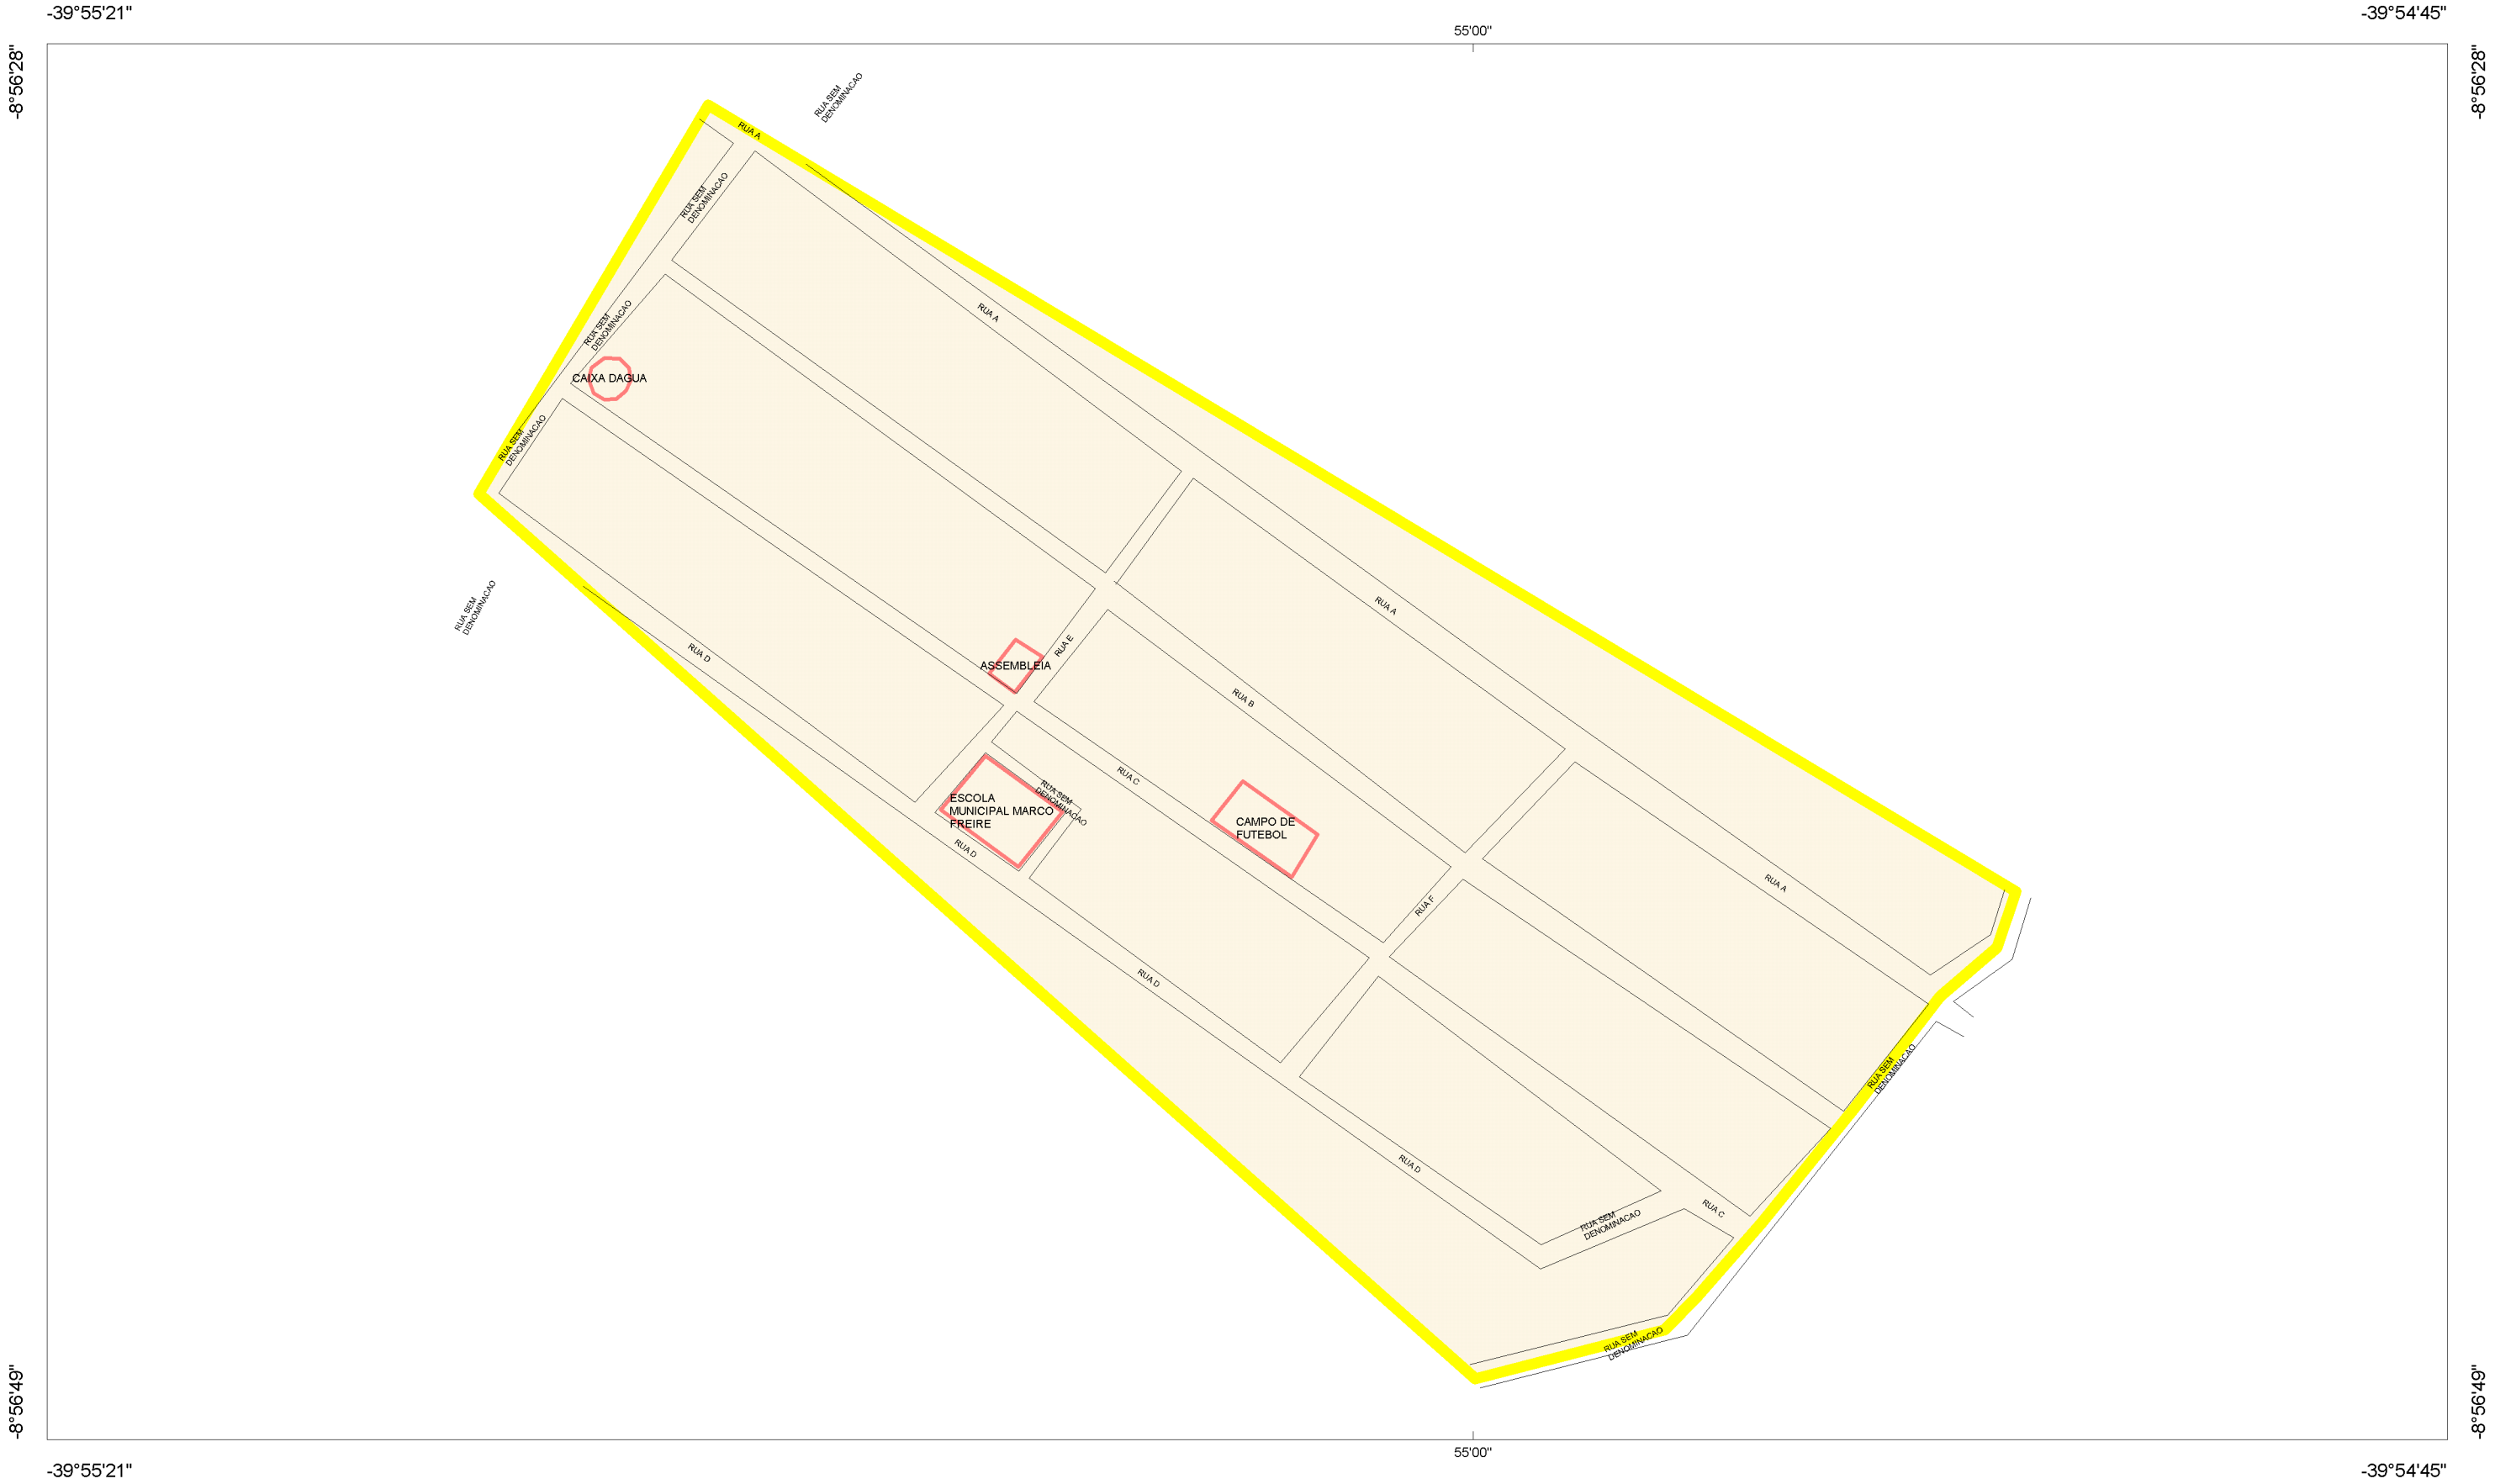 -39°55'21"
-39°54'45"
55'00"
-8°56'28"
-8°56'28"
RUA SEM
DENOMINACAO
RUA A
RUA SEM
DENOMINACAO
RUA A
RUA SEM
DENOMINACAO
CAIXA DAGUA
RUA SEM
DENOMINACAO
RUA SEM
DENOMINACAO
RUA A
RUA E
RUA D
ASSEMBLEIA
RUA B
RUA C
RUA SEM
DENOMINACAO
ESCOLA
MUNICIPAL MARCO
FREIRE
CAMPO DE
FUTEBOL
RUA D
RUA A
RUA F
RUA D
RUA SEM
DENOMINACAO
RUA D
RUA C
RUA SEM
DENOMINACAO
RUA SEM
DENOMINACAO
-8°56'49"
-8°56'49"
55'00"
-39°55'21"
-39°54'45"